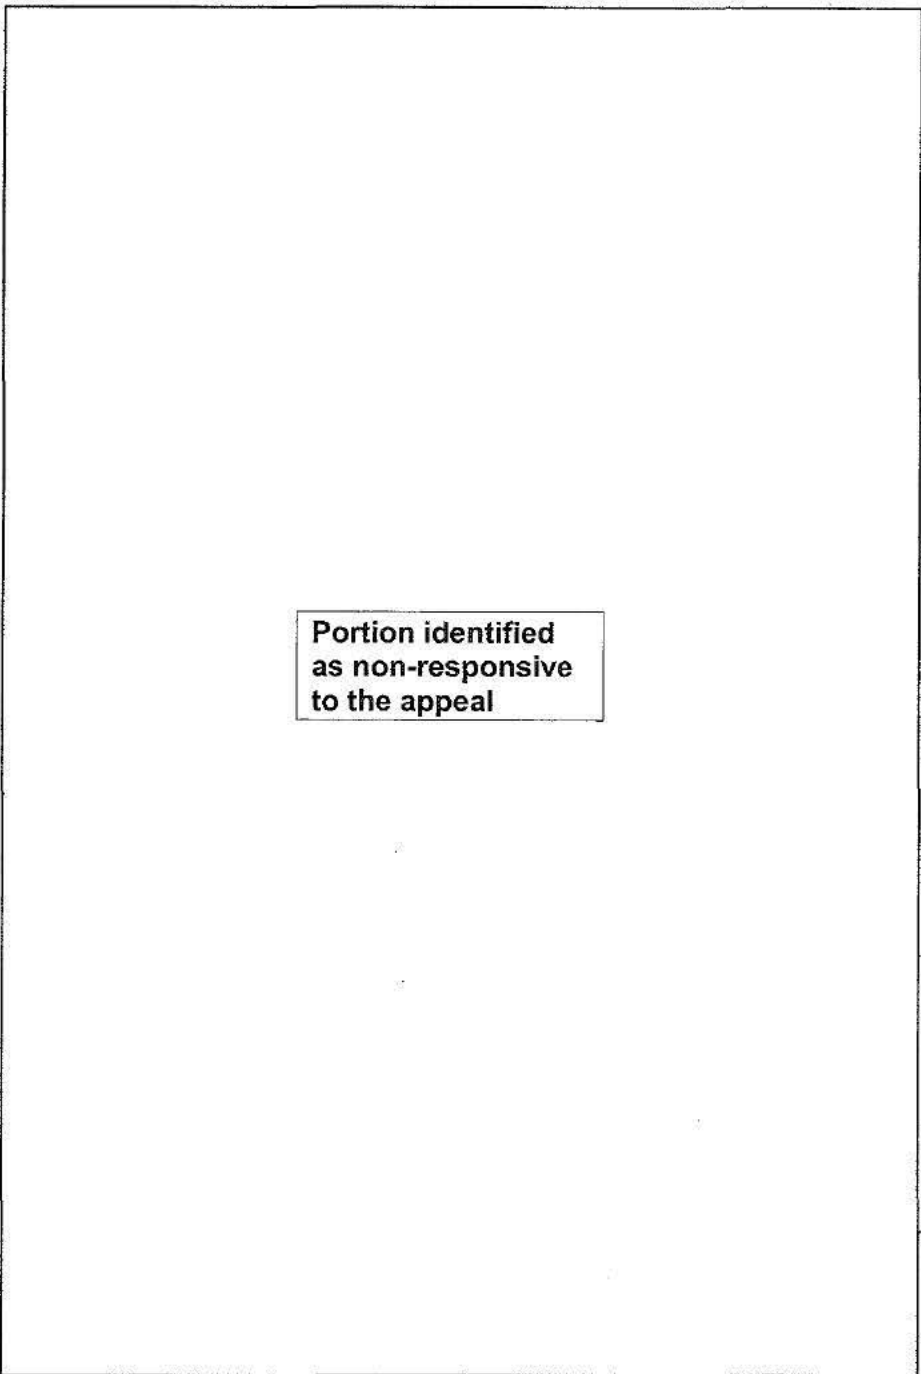 Portion identified
as non-responsive
to the appeal